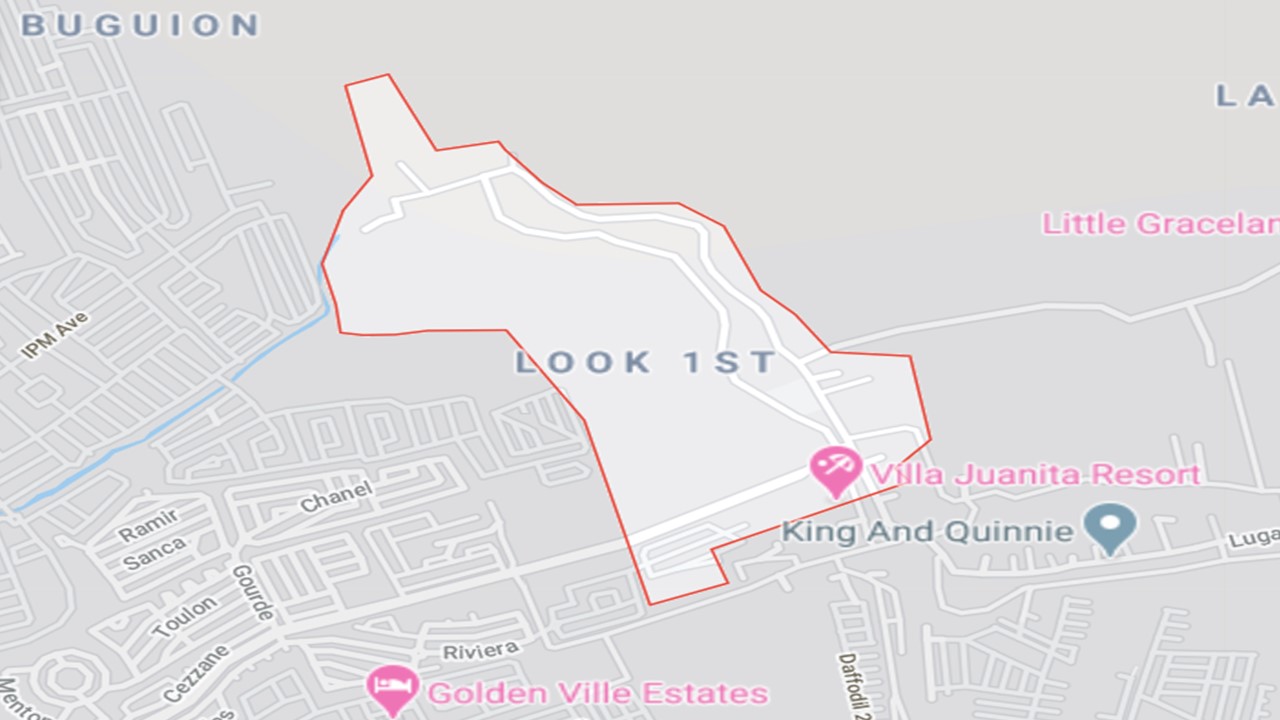 BUGUION
LA
Little Gracelan
IPM Ave
LOOK 1ST
Villa Juanita Resort
Chanel
Ramir
King And Quinnie
Sanca
Luga
Gourde
Toulon
Riviera
Cezzane
Daffodil 2
Mento
Golden Ville Estates